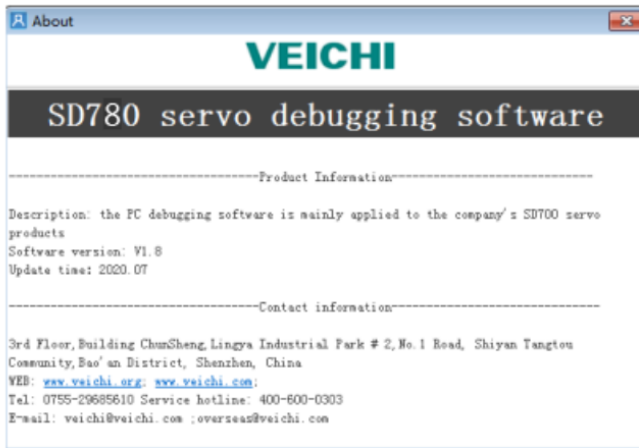 About
VEICHI
SD780 servo debugging software
-----------------------------------Product Information-----------------------------
Description: the PC debugging software is mainly applied to the company's SD700 servo
products
Software version: V1.8
Update time: 2020.07
-----------------------------------Contact information------------------------------
3rd Floor,Building ChunSheng,Lingya Industrial Park # 2,No.1 Road, Shiyan Tangtou
Community,Bao'an District, Shenzhen, China
WEB: www.veichi.org; www.veichi.com;
Tel: 0755-29685610 Service hotline: 400-600-0303
E-mail: veichi@veichi.com ;overseas@veichi.com